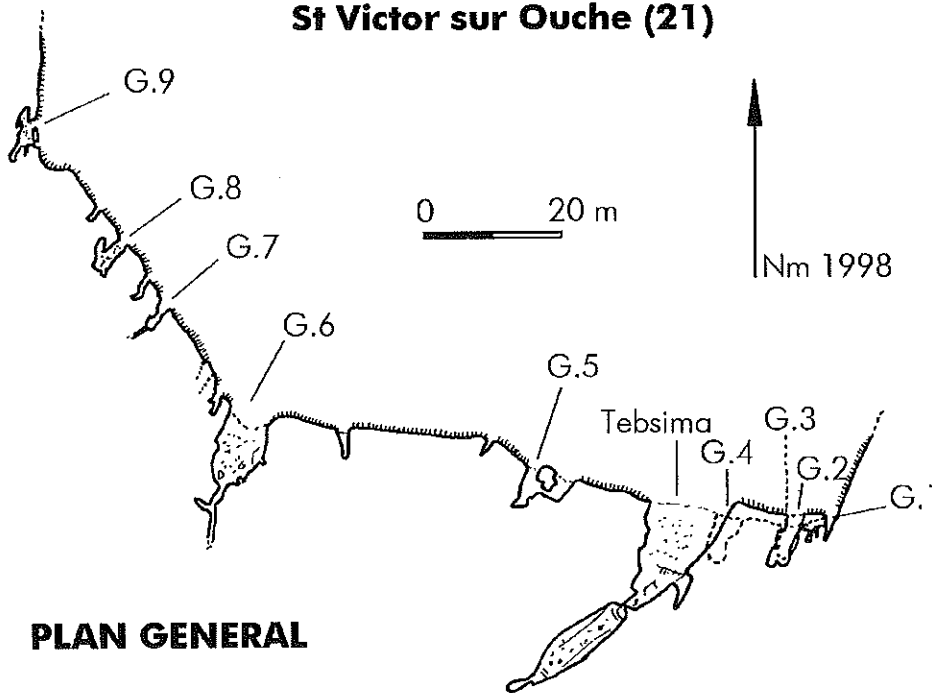 St Victor sur Ouche (21)
G.9
G.8
0 20 m
G.7
Nm 1998
G.6
G.5
Tebsima
G.3
G.4
G.2
G.
PLAN GENERAL